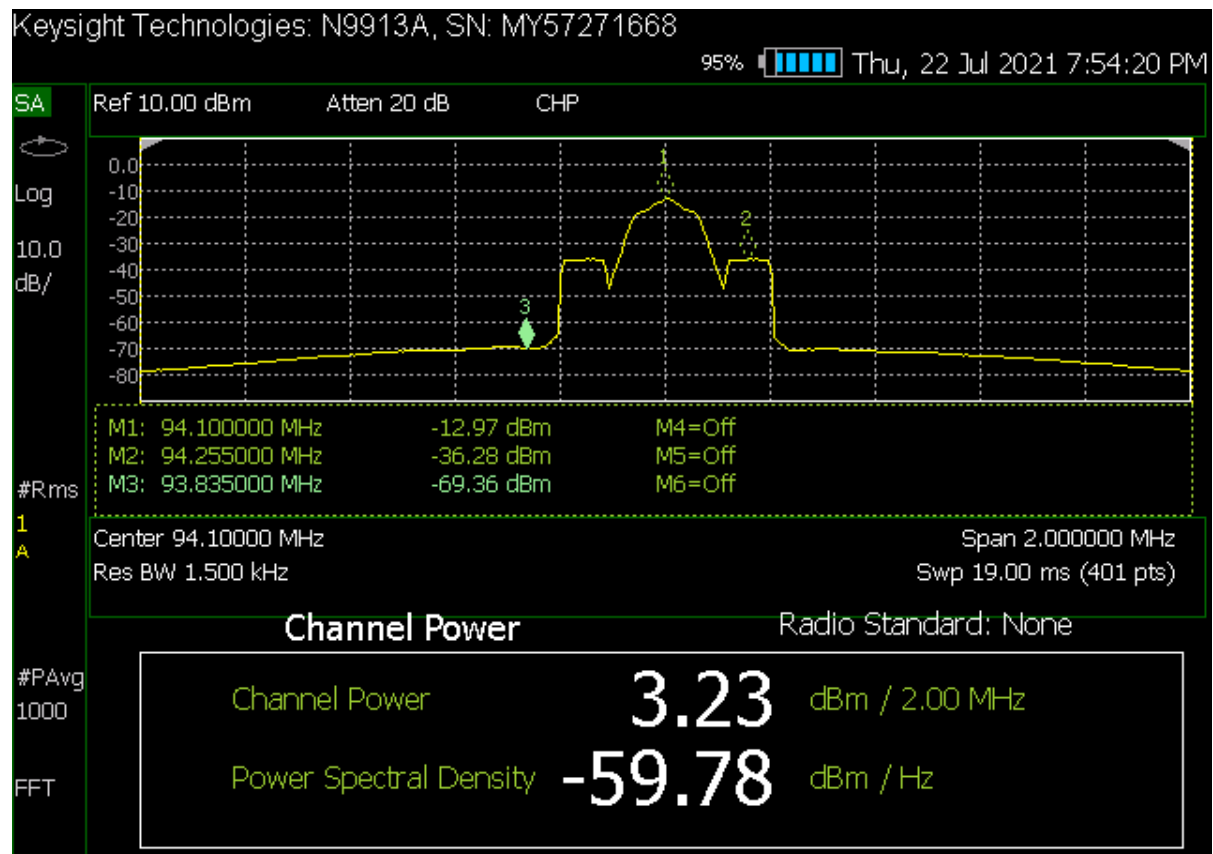 Keysight Technologies: N9913A, SN: MY57271668
95% Thu, 22 Jul 2021 7:54:20 PM
SA Ref 10.00 dBm Atten 20 dB CHP
Log
10.0
dB/
#Rms
1
A
#PAvg
1000
FFT
1
2
3
0.0
-10
-20
-30
-40
-50
-60
-70
-80
M1: 94.100000 MHz -12.97 dBm M4=Off
M2: 94.255000 MHz -36.28 dBm M5=Off
M3: 93.835000 MHz -69.36 dBm M6=Off
Center 94.10000 MHz Span 2.000000 MHz
Res BW 1.500 kHz Swp 19.00 ms (401 pts)
Channel Power Radio Standard: None
Channel Power 3.23 dBm / 2.00 MHz
Power Spectral Density -59.78 dBm / Hz